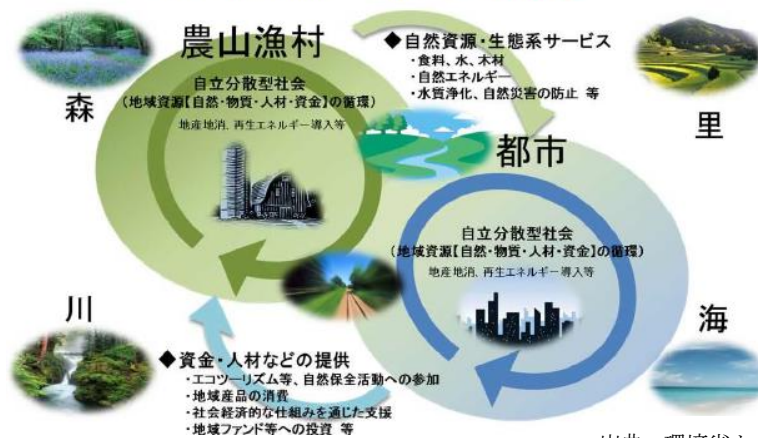 農山漁村
自立分散型社会
(地域資源【自然・物質・人材・資金】の循環)
地産地消、再生エネルギー導入等
森
◆自然資源・生態系サービス
・食料、水、木材
・自然エネルギー
・水質浄化、自然災害の防止 等
里
都市
自立分散型社会
(地域資源【自然・物質・人材・資金】の循環)
地産地消、再生エネルギー導入等
川
◆資金・人材などの提供
・エコツーリズム等、自然保全活動への参加
・地域産品の消費
・社会経済的な仕組みを通じた支援
・地域ファンド等への投資 等
海